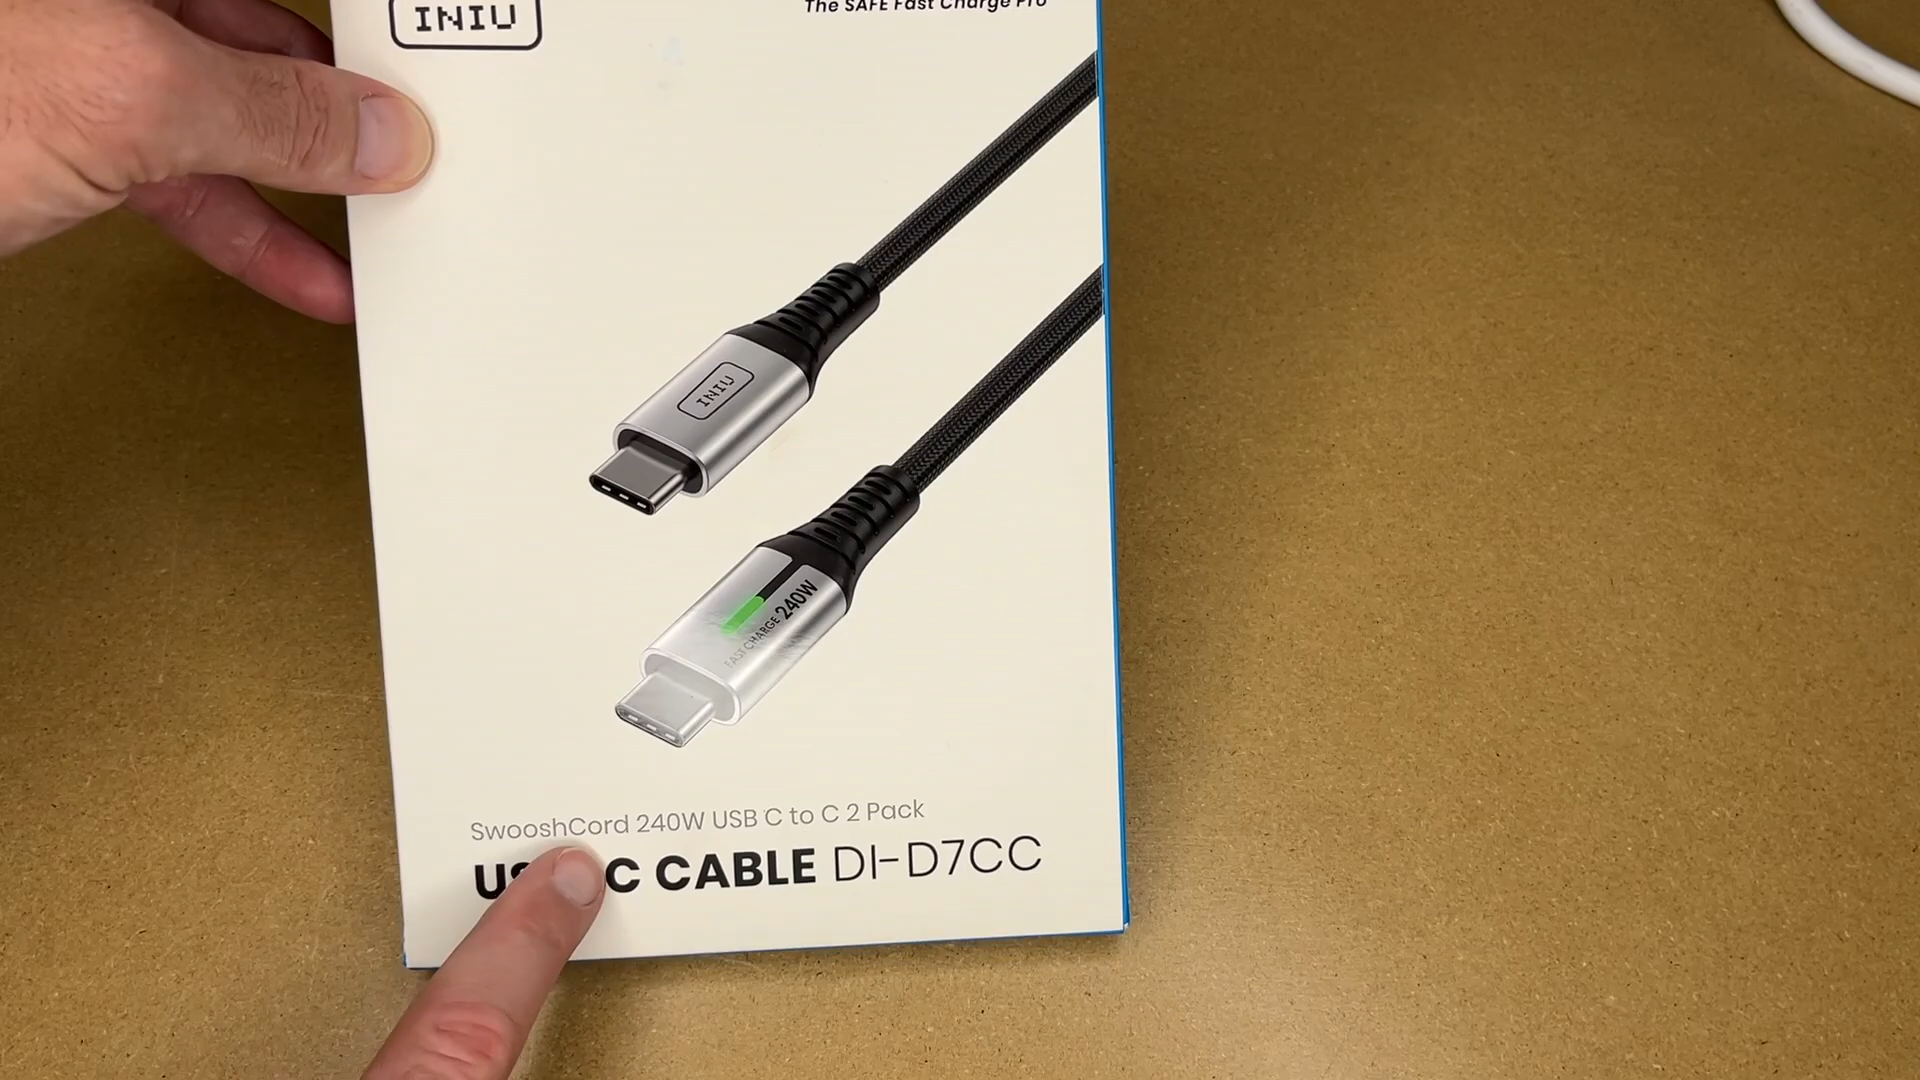 INIU
The SAFE Fast Charge Pro
INIU
FAST CHARGE 240W
SwooshCord 240W USB C to C 2 Pack
C CABLE DI-D7CC